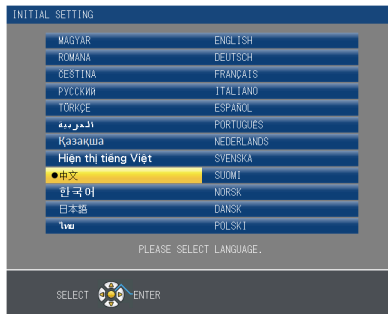 INITIAL SETTING
MAGYAR ENGLISH
ROMÂNA DEUTSCH
ČEŠTINA FRANÇAIS
РУССКИЙ ITALIANO
TÜRKÇE ESPAÑOL
العربية PORTUGUÊS
Қазақша NEDERLANDS
Hiện thị tiếng Việt SVENSKA
●中文 SUOMI
한국어 NORSK
日本語 DANSK
ไทย POLSKI
PLEASE SELECT LANGUAGE.
SELECT ENTER